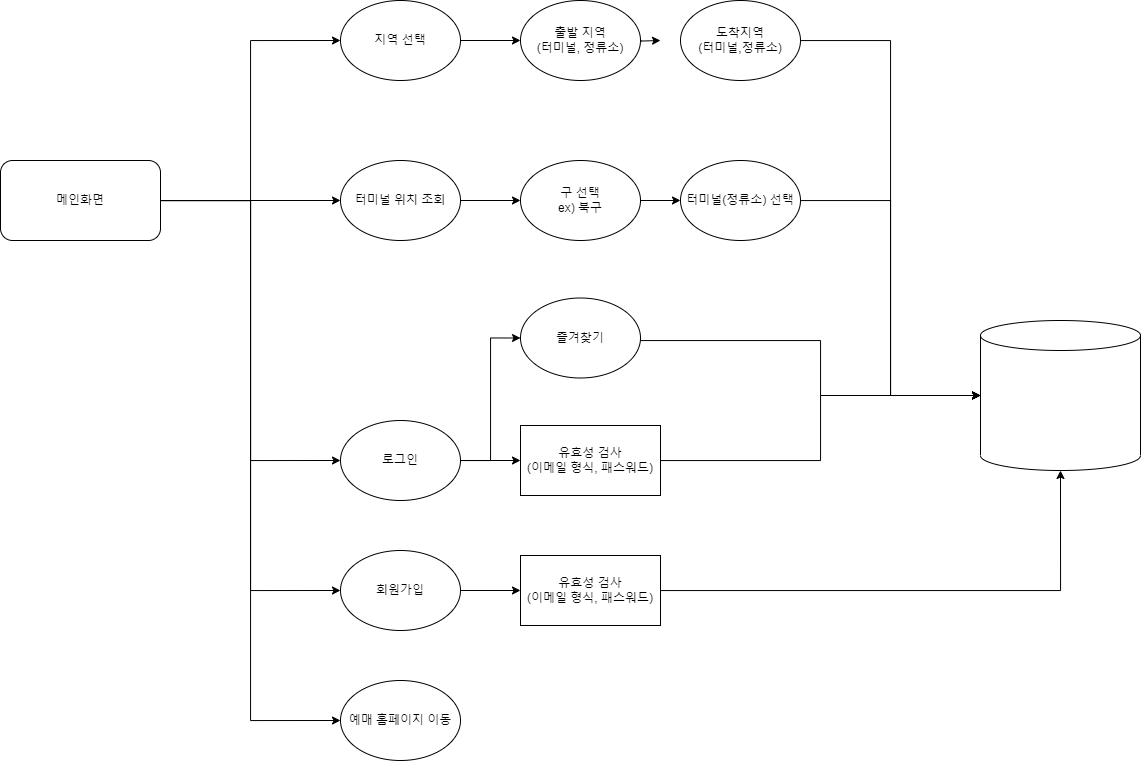 지역 선택
출발 지역
(터미널, 정류소)
도착지역
(터미널,정류소)
메인화면
터미널 위치 조회
구 선택
ex) 북구
터미널(정류소) 선택
즐겨찾기
로그인
유효성 검사
(이메일 형식, 패스워드)
회원가입
유효성 검사
(이메일 형식, 패스워드)
예매 홈페이지 이동